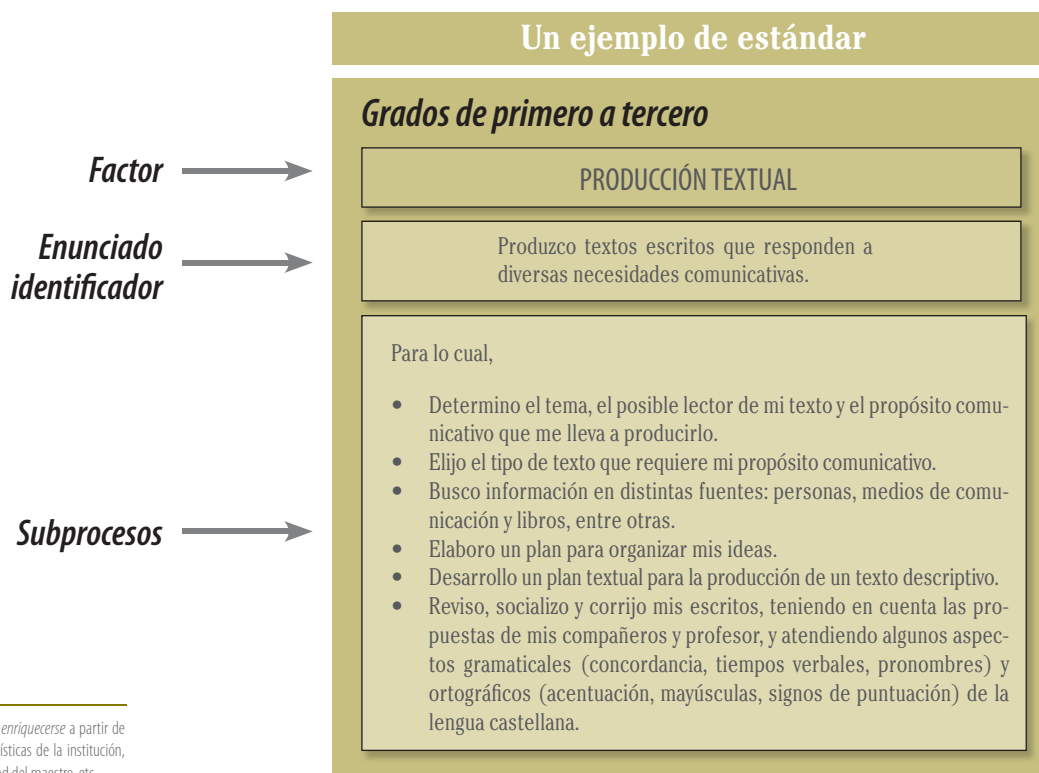 Un ejemplo de estándar
Grados de primero a tercero
Factor
PRODUCCIÓN TEXTUAL
Enunciado
identificador
Produzco textos escritos que responden a
diversas necesidades comunicativas.
Para lo cual,
• Determino el tema, el posible lector de mi texto y el propósito comu-
nicativo que me lleva a producirlo.
• Elijo el tipo de texto que requiere mi propósito comunicativo.
• Busco información en distintas fuentes: personas, medios de comu-
nicación y libros, entre otras.
Subprocesos
• Elaboro un plan para organizar mis ideas.
• Desarrollo un plan textual para la producción de un texto descriptivo.
• Reviso, socializo y corrijo mis escritos, teniendo en cuenta las pro-
puestas de mis compañeros y profesor, y atendiendo algunos aspec-
tos gramaticales (concordancia, tiempos verbales, pronombres) y
ortográficos (acentuación, mayúsculas, signos de puntuación) de la
lengua castellana.
enriquecerse a partir de
ísticas de la institución,